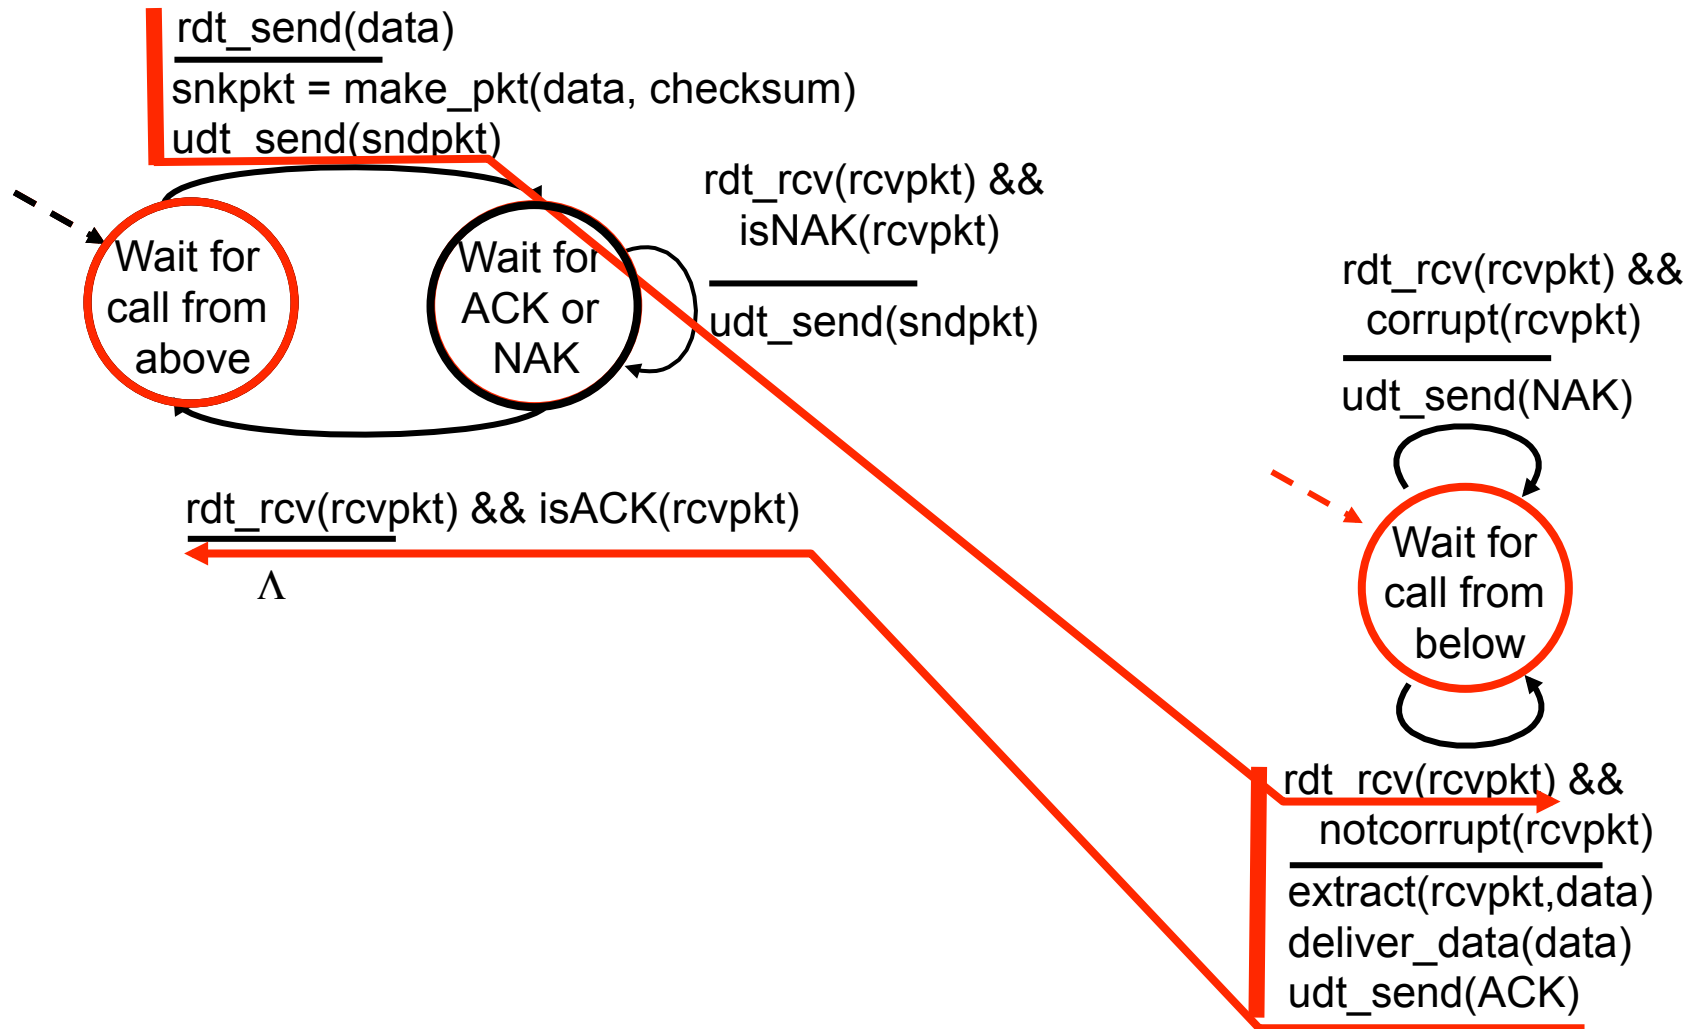 rdt_send(data)
snkpkt = make_pkt(data, checksum)
udt_send(sndpkt)
Wait for
call from
above
Wait for
ACK or
NAK
rdt_rcv(rcvpkt) &&
isNAK(rcvpkt)
udt_send(sndpkt)
rdt_rcv(rcvpkt) && isACK(rcvpkt)
Λ
rdt_rcv(rcvpkt) &&
corrupt(rcvpkt)
udt_send(NAK)
Wait for
call from
below
rdt_rcv(rcvpkt) &&
notcorrupt(rcvpkt)
extract(rcvpkt,data)
deliver_data(data)
udt_send(ACK)